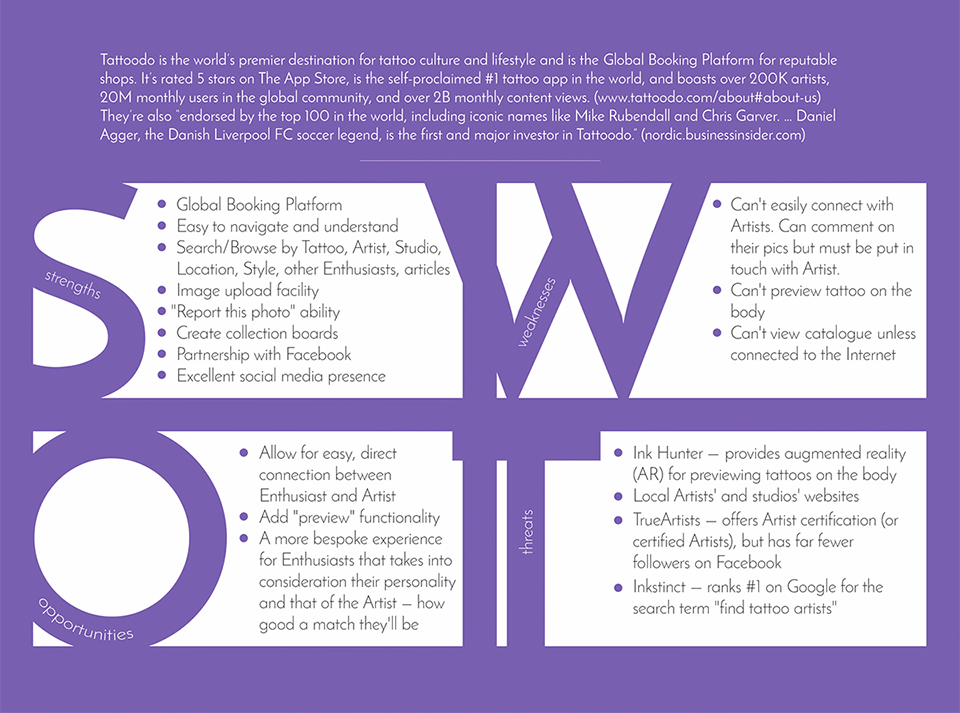 Tattoodo is the world's premier destination for tattoo culture and lifestyle and is the Global Booking Platform for reputable
shops. It's rated 5 stars on The App Store, is the self-proclaimed #1 tattoo app in the world, and boasts over 200K artists,
20M monthly users in the global community, and over 2B monthly content views. (www.tattoodo.com/about#about-us)
They're also "endorsed by the top 100 in the world, including iconic names like Mike Rubendall and Chris Garver. ... Daniel
Agger, the Danish Liverpool FC soccer legend, is the first and major investor in Tattoodo." (nordic.businessinsider.com)
S
strengths
• Global Booking Platform
• Easy to navigate and understand
• Search/Browse by Tattoo, Artist, Studio,
Location, Style, other Enthusiasts, articles
• Image upload facility
• "Report this photo" ability
• Create collection boards
• Partnership with Facebook
• Excellent social media presence
W
weaknesses
• Can't easily connect with
Artists. Can comment on
their pics but must be put in
touch with Artist.
• Can't preview tattoo on the
body
• Can't view catalogue unless
connected to the Internet
O
opportunities
• Allow for easy, direct
connection between
Enthusiast and Artist
• Add "preview" functionality
• A more bespoke experience
for Enthusiasts that takes into
consideration their personality
and that of the Artist – how
good a match they'll be
T
threats
• Ink Hunter – provides augmented reality
(AR) for previewing tattoos on the body
• Local Artists' and studios' websites
• TrueArtists – offers Artist certification (or
certified Artists), but has far fewer
followers on Facebook
• Inkstinct – ranks #1 on Google for the
search term "find tattoo artists"